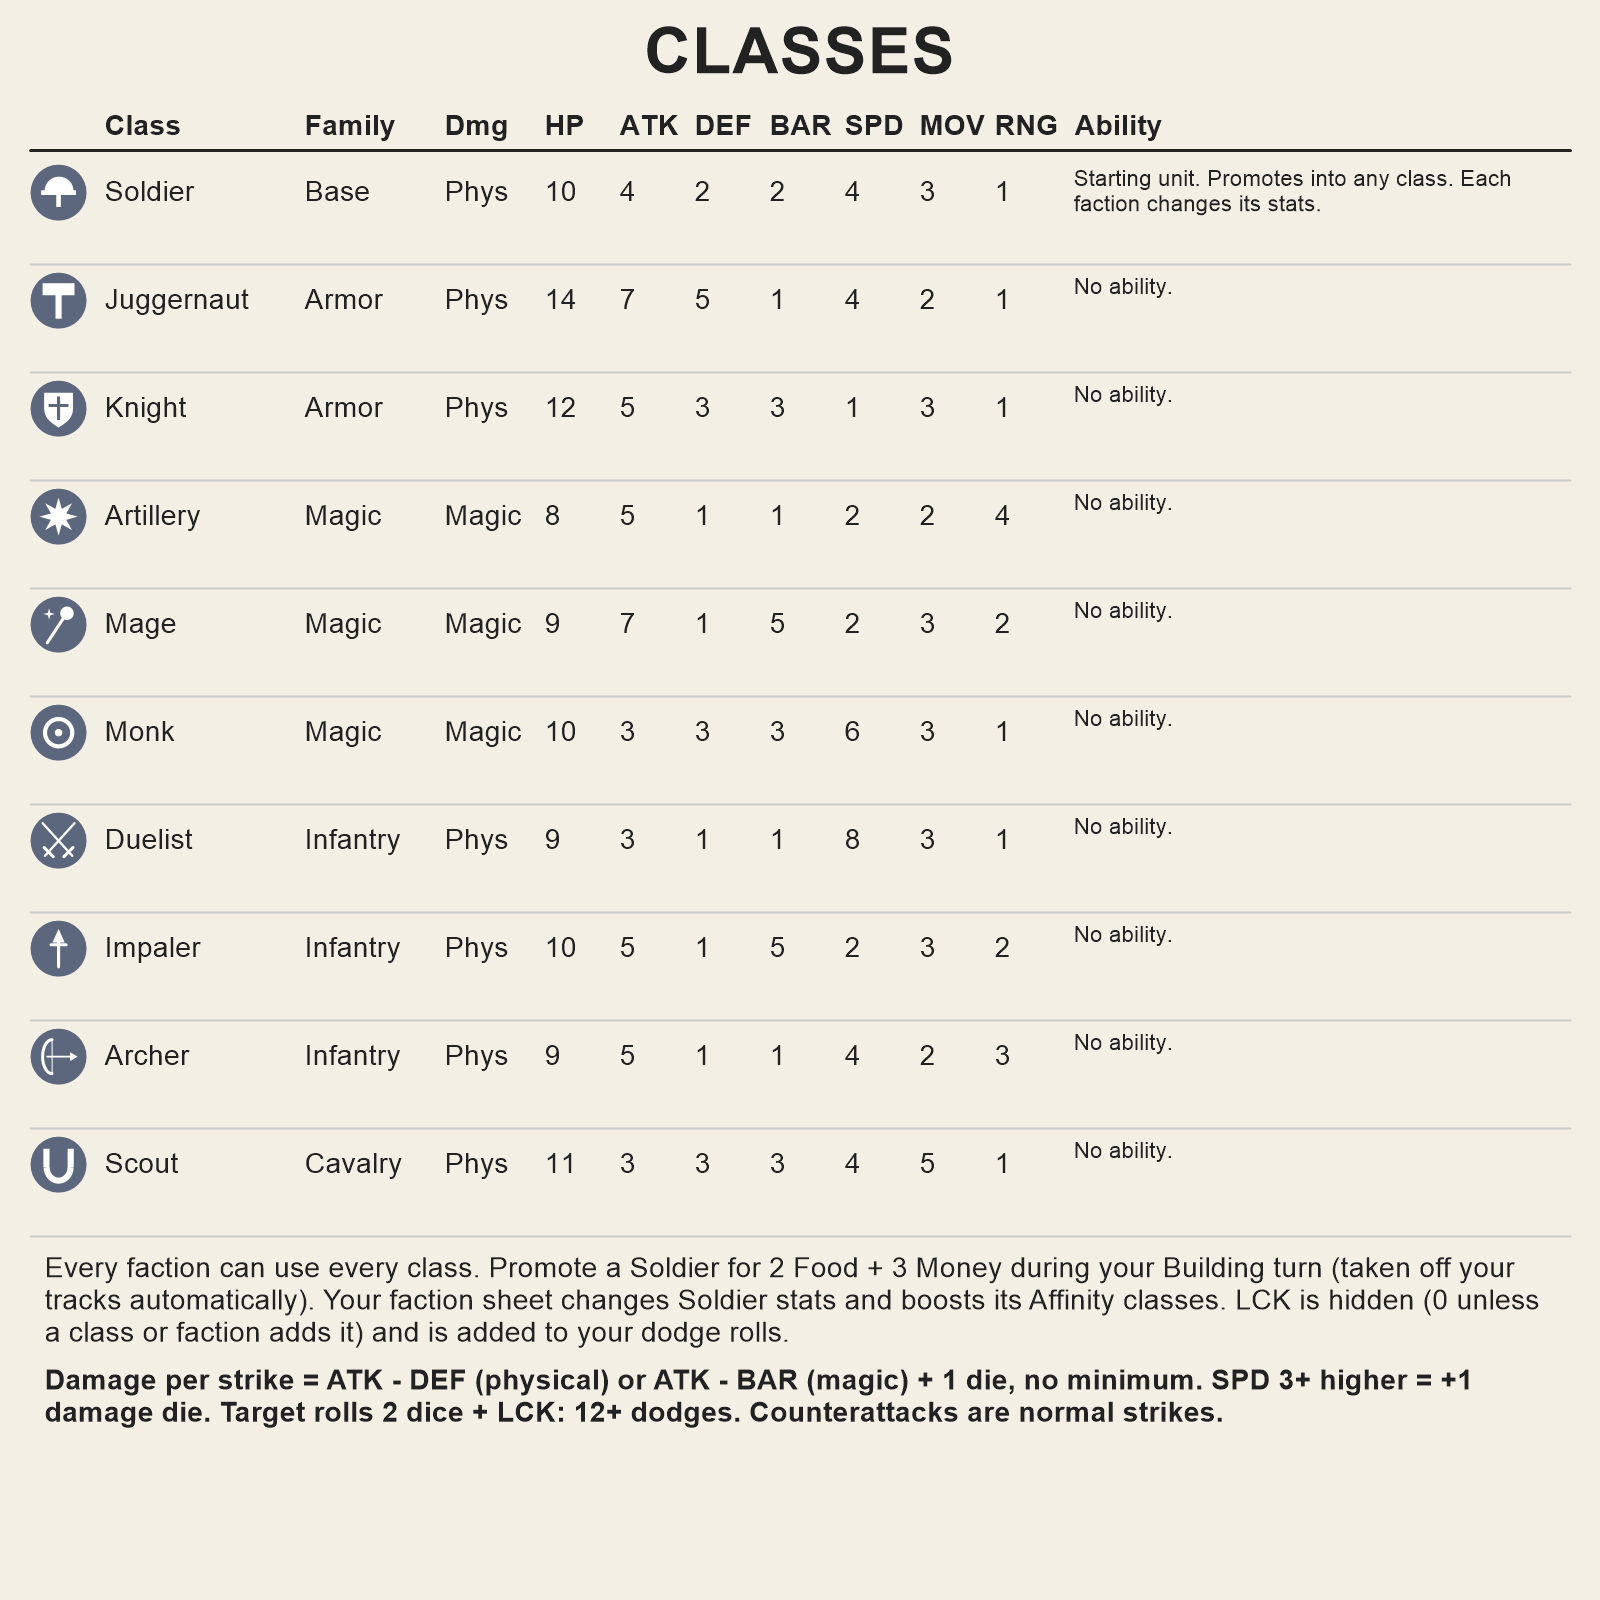 CLASSES
Class Family Dmg HP ATK DEF BAR SPD MOV RNG Ability
Soldier Base Phys 10 4 2 2 4 3 1 Starting unit. Promotes into any class. Each
faction changes its stats.
Juggernaut Armor Phys 14 7 5 1 4 2 1 No ability.
Knight Armor Phys 12 5 3 3 1 3 1 No ability.
Artillery Magic Magic 8 5 1 1 2 2 4 No ability.
Mage Magic Magic 9 7 1 5 2 3 2 No ability.
Monk Magic Magic 10 3 3 3 6 3 1 No ability.
Duelist Infantry Phys 9 3 1 1 8 3 1 No ability.
Impaler Infantry Phys 10 5 1 5 2 3 2 No ability.
Archer Infantry Phys 9 5 1 1 4 2 3 No ability.
Scout Cavalry Phys 11 3 3 3 4 5 1 No ability.
Every faction can use every class. Promote a Soldier for 2 Food + 3 Money during your Building turn (taken off your
tracks automatically). Your faction sheet changes Soldier stats and boosts its Affinity classes. LCK is hidden (0 unless
a class or faction adds it) and is added to your dodge rolls.
Damage per strike = ATK - DEF (physical) or ATK - BAR (magic) + 1 die, no minimum. SPD 3+ higher = +1
damage die. Target rolls 2 dice + LCK: 12+ dodges. Counterattacks are normal strikes.